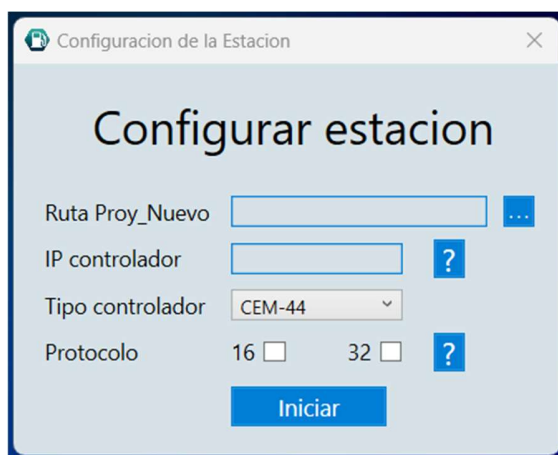 Configuracion de la Estacion
Configurar estacion
Ruta Proy_Nuevo ...
IP controlador ?
Tipo controlador CEM-44
Protocolo 16 32 ?
Iniciar